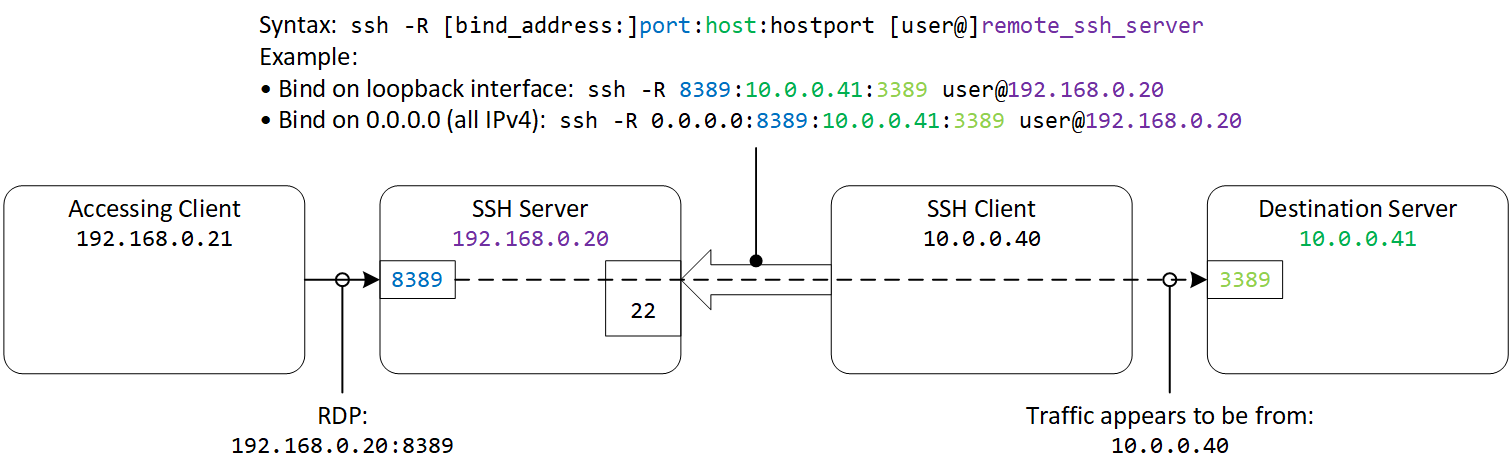 Syntax: ssh -R [bind_address:]port:host:hostport [user@]remote_ssh_server
Example:
• Bind on loopback interface: ssh -R 8389:10.0.0.41:3389 user@192.168.0.20
• Bind on 0.0.0.0 (all IPv4): ssh -R 0.0.0.0:8389:10.0.0.41:3389 user@192.168.0.20
Accessing Client
192.168.0.21
SSH Server
192.168.0.20
SSH Client
10.0.0.40
Destination Server
10.0.0.41
8389
22
3389
RDP:
192.168.0.20:8389
Traffic appears to be from:
10.0.0.40